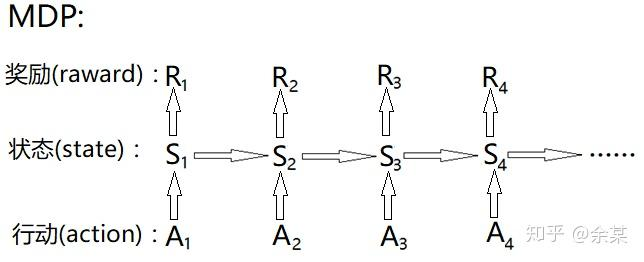 MDP:
奖励(raward)：R1 R2 R3 R4
状态(state)：S1 S2 S3 S4 ······
行动(action)：A1 A2 A3 A4
知乎 @余某